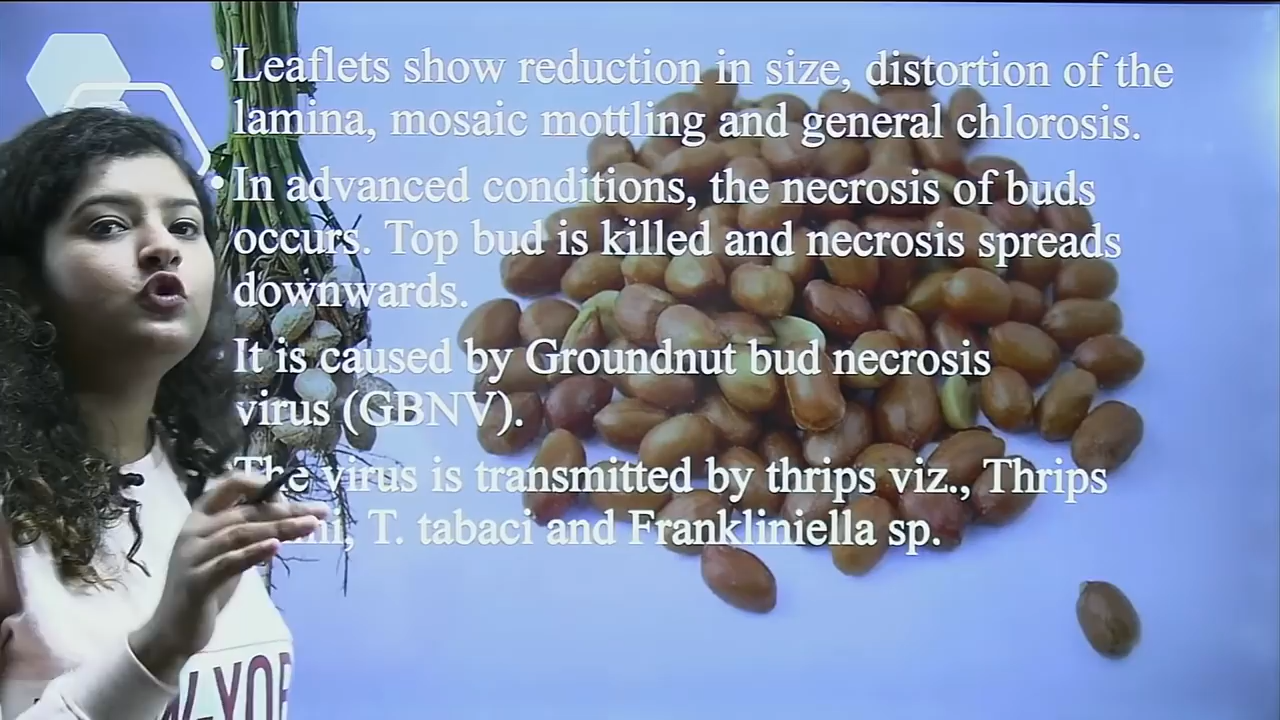 • Leaflets show reduction in size, distortion of the
lamina, mosaic mottling and general chlorosis.
• In advanced conditions, the necrosis of buds
occurs. Top bud is killed and necrosis spreads
downwards.
It is caused by Groundnut bud necrosis
virus (GBNV).
The virus is transmitted by thrips viz., Thrips
T. tabaci and Frankliniella sp.